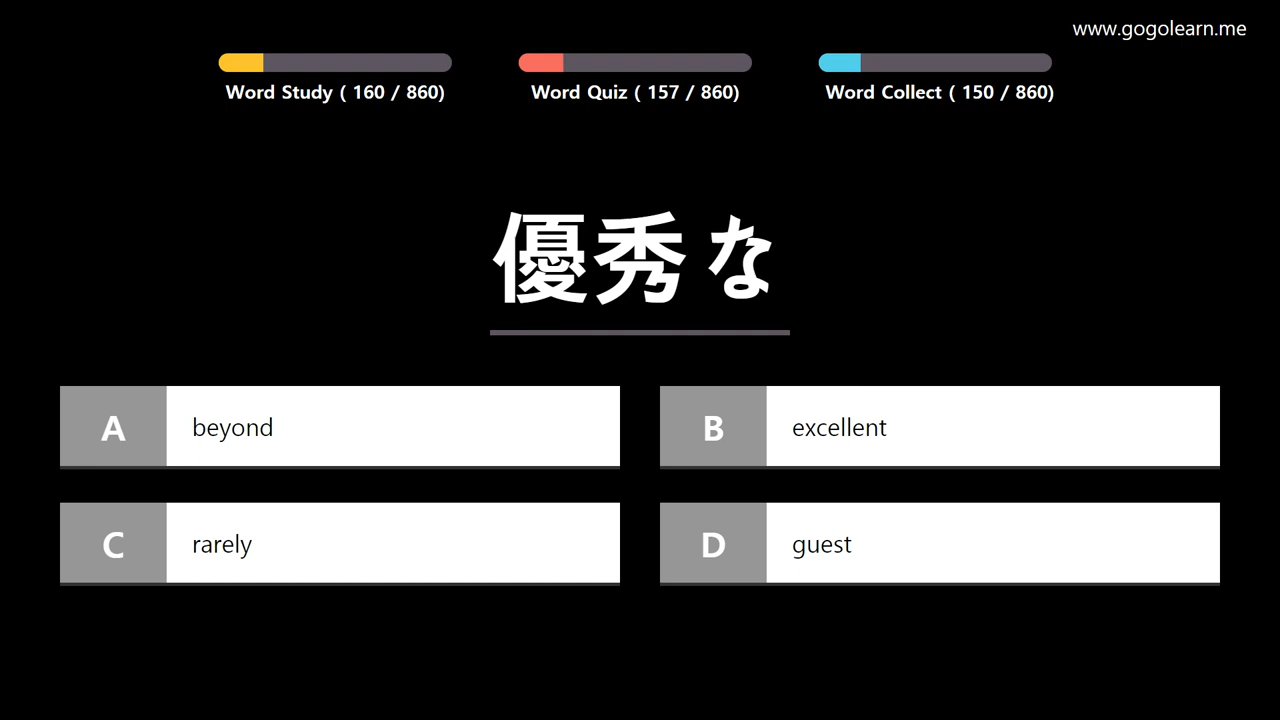 www.gogolearn.me
Word Study ( 160 / 860)
Word Quiz ( 157 / 860)
Word Collect ( 150 / 860)
優秀な
A beyond
B excellent
C rarely
D guest